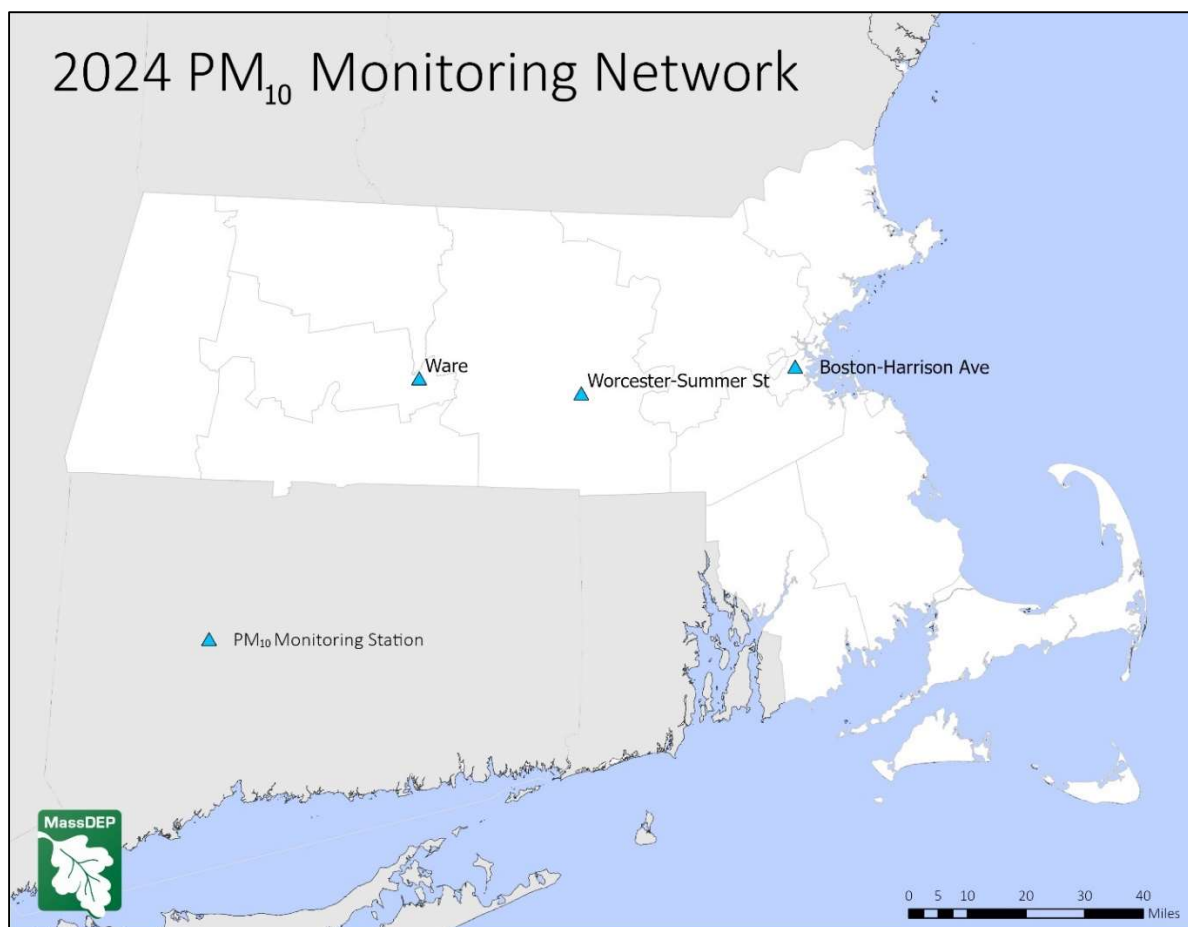 2024 PM₁₀ Monitoring Network
Ware
Worcester-Summer St
Boston-Harrison Ave
PM₁₀ Monitoring Station
MassDEP
0 5 10 20 30 40
Miles